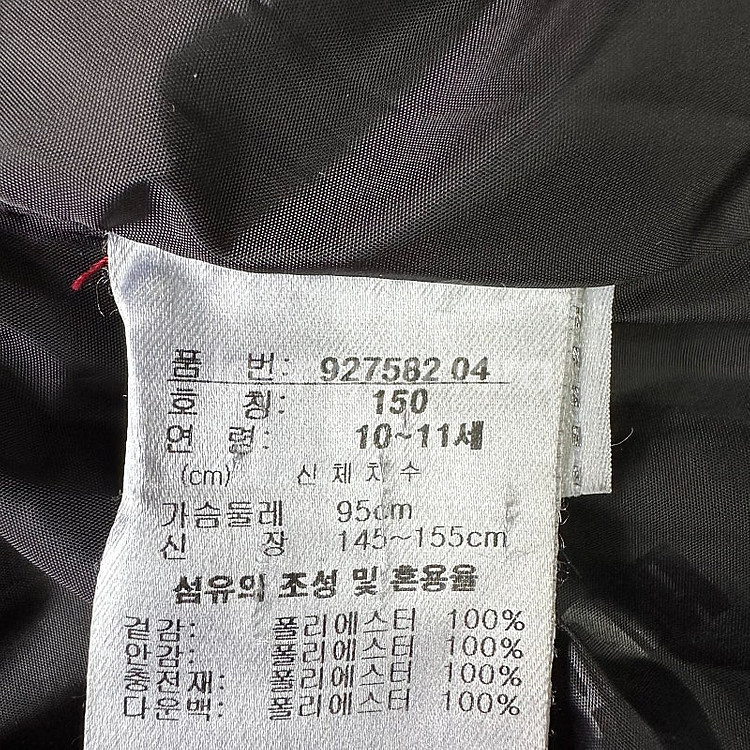 품 번: 927582 04
호 칭: 150
연 령: 10~11세
(cm) 신체치수
가슴둘레 95cm
신 장 145~155cm
섬유의 조성 및 혼용율
겉감: 폴리에스터 100%
안감: 폴리에스터 100%
충전재: 폴리에스터 100%
다운백: 폴리에스터 100%